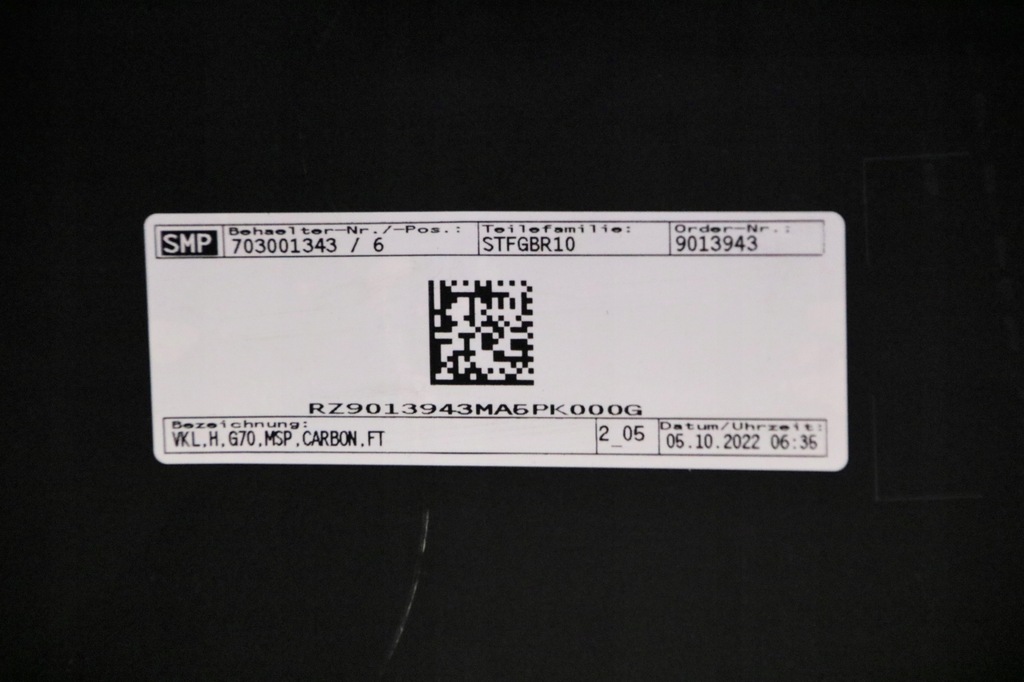 SMP
Behaelter-Nr./-Pos.: Teilefamilie: Order-Nr.:
703001343 / 6 STFGBR10 9013943
RZ9013943MA6PK000G
Bezeichnung: Datum/Uhrzeit:
VKL.H.G70.MSP.CARBON.FT 2_05 06.10.2022 06:36